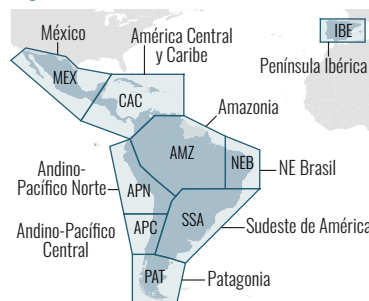 México
América Central
y Caribe
IBE
Península Ibérica
MEX
CAC
Amazonia
AMZ
NEB
NE Brasil
Andino-
Pacífico Norte
APN
SSA
Andino-Pacífico
Central
APC
Sudeste de América
PAT
Patagonia